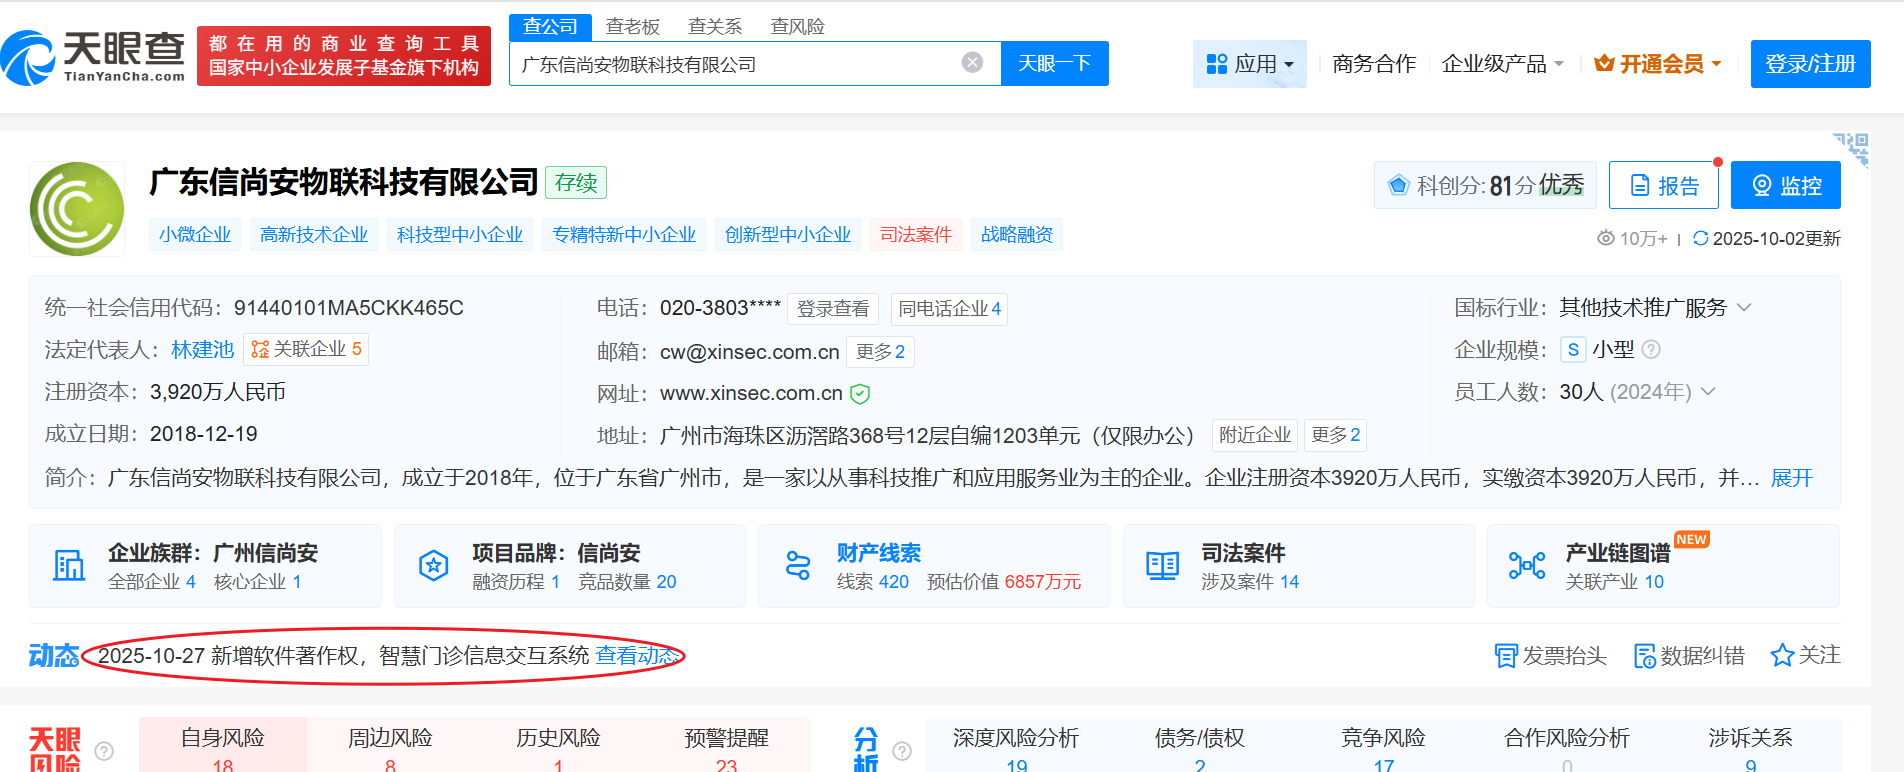 天眼查
TianYanCha.com
都在用的商业查询工具
国家中小企业发展子基金旗下机构
查公司 查老板 查关系 查风险
广东信尚安物联科技有限公司 天眼一下
应用 商务合作 企业级产品 开通会员 登录/注册
广东信尚安物联科技有限公司 存续
科创分:81分 优秀 报告 监控
小微企业 高新技术企业 科技型中小企业 专精特新中小企业 创新型中小企业 司法案件 战略融资
10万+ | 2025-10-02更新
统一社会信用代码：91440101MA5CKK465C 电话：020-3803**** 登录查看 同电话企业 4 国标行业：其他技术推广服务
法定代表人：林建池 关联企业 5 邮箱：cw@xinsec.com.cn 更多 2 企业规模：S 小型
注册资本：3,920万人民币 网址：www.xinsec.com.cn 员工人数：30人 (2024年)
成立日期：2018-12-19 地址：广州市海珠区沥滘路368号12层自编1203单元（仅限办公） 附近企业 更多 2
简介：广东信尚安物联科技有限公司，成立于2018年，位于广东省广州市，是一家以从事科技推广和应用服务业为主的企业。企业注册资本3920万人民币，实缴资本3920万人民币，并… 展开
企业族群：广州信尚安 项目品牌：信尚安 财产线索 司法案件 产业链图谱 NEW
全部企业 4 核心企业 1 融资历程 1 竞品数量 20 线索 420 预估价值 6857万元 涉及案件 14 关联产业 10
动态 2025-10-27 新增软件著作权，智慧门诊信息交互系统 查看动态 发票抬头 数据纠错 关注
天眼风险 自身风险 周边风险 历史风险 预警提醒 分析 深度风险分析 债务/债权 竞争风险 合作风险分析 涉诉关系
18 8 1 23 19 2 17 0 9